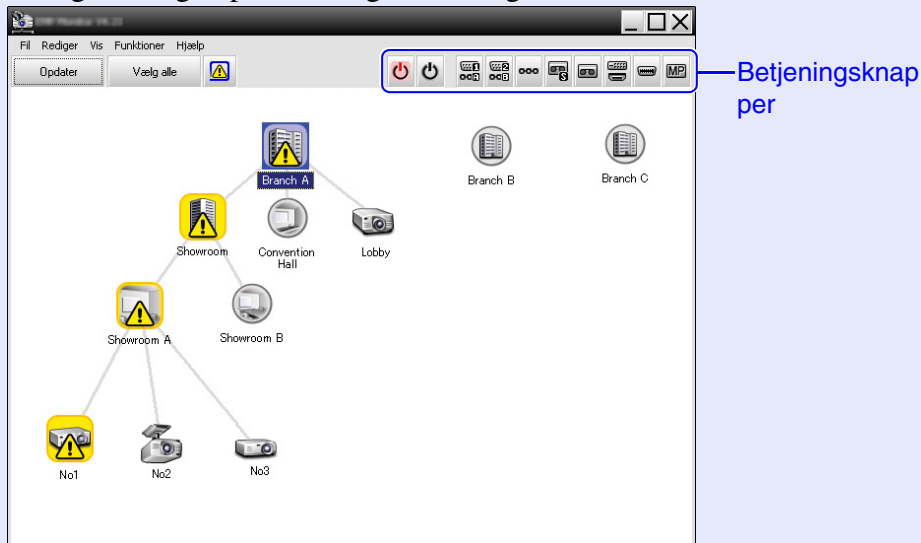 Fil Rediger Vis Funktioner Hjælp
Opdater Vælg alle
MP
Betjeningsknap
per
Branch A
Branch B
Branch C
Showroom
Convention
Hall
Lobby
Showroom A
Showroom B
No1
No2
No3